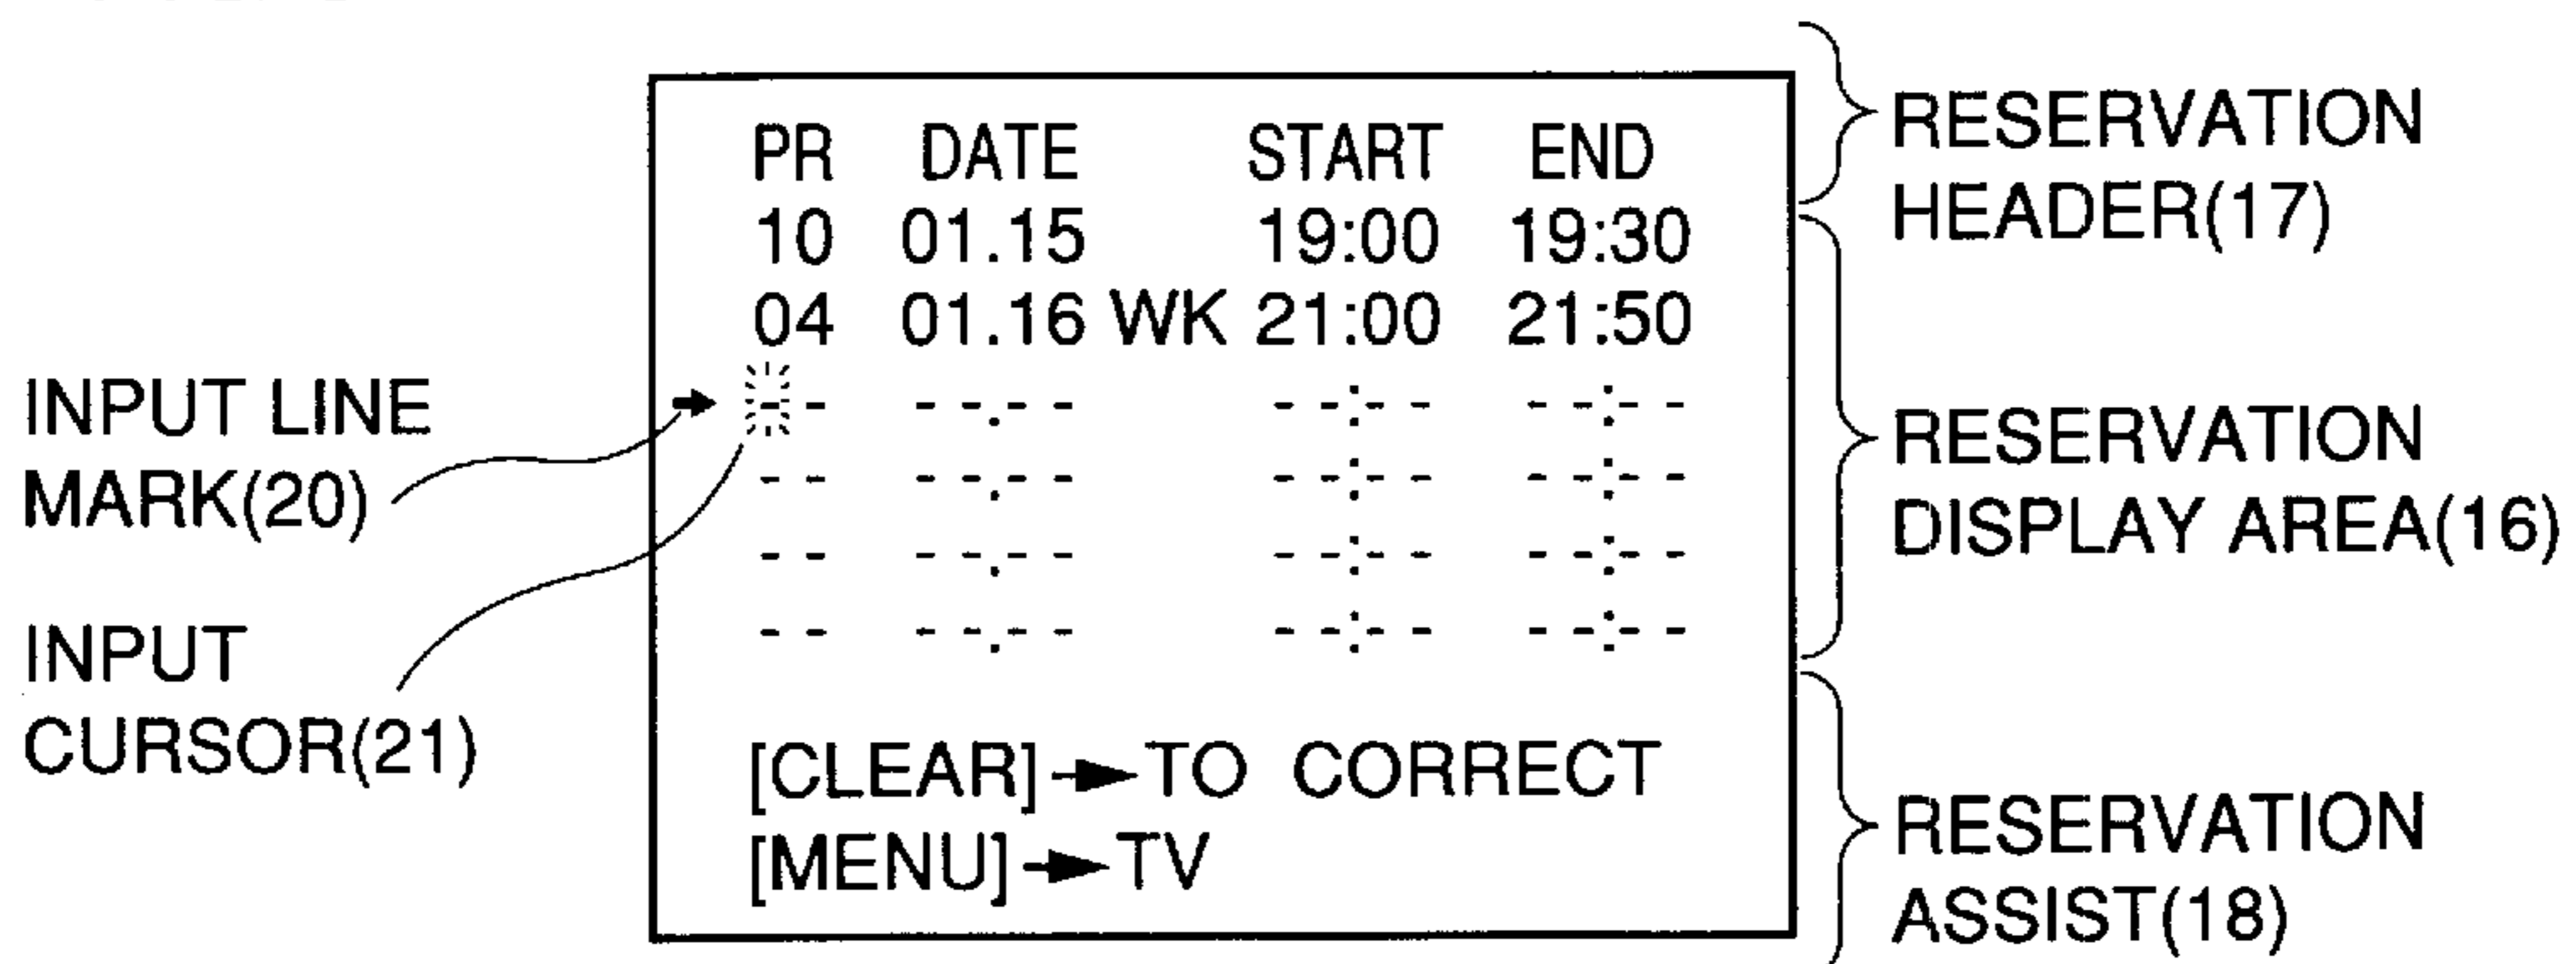 PR DATE START END
10 01.15 19:00 19:30
04 01.16 WK 21:00 21:50
- - - -.- - - -:- - - -:- -
- - - -.- - - -:- - - -:- -
- - - -.- - - -:- - - -:- -
- - - -.- - - -:- - - -:- -
[CLEAR]→TO CORRECT
[MENU]→TV
INPUT LINE
MARK(20)
INPUT
CURSOR(21)
RESERVATION
HEADER(17)
RESERVATION
DISPLAY AREA(16)
RESERVATION
ASSIST(18)